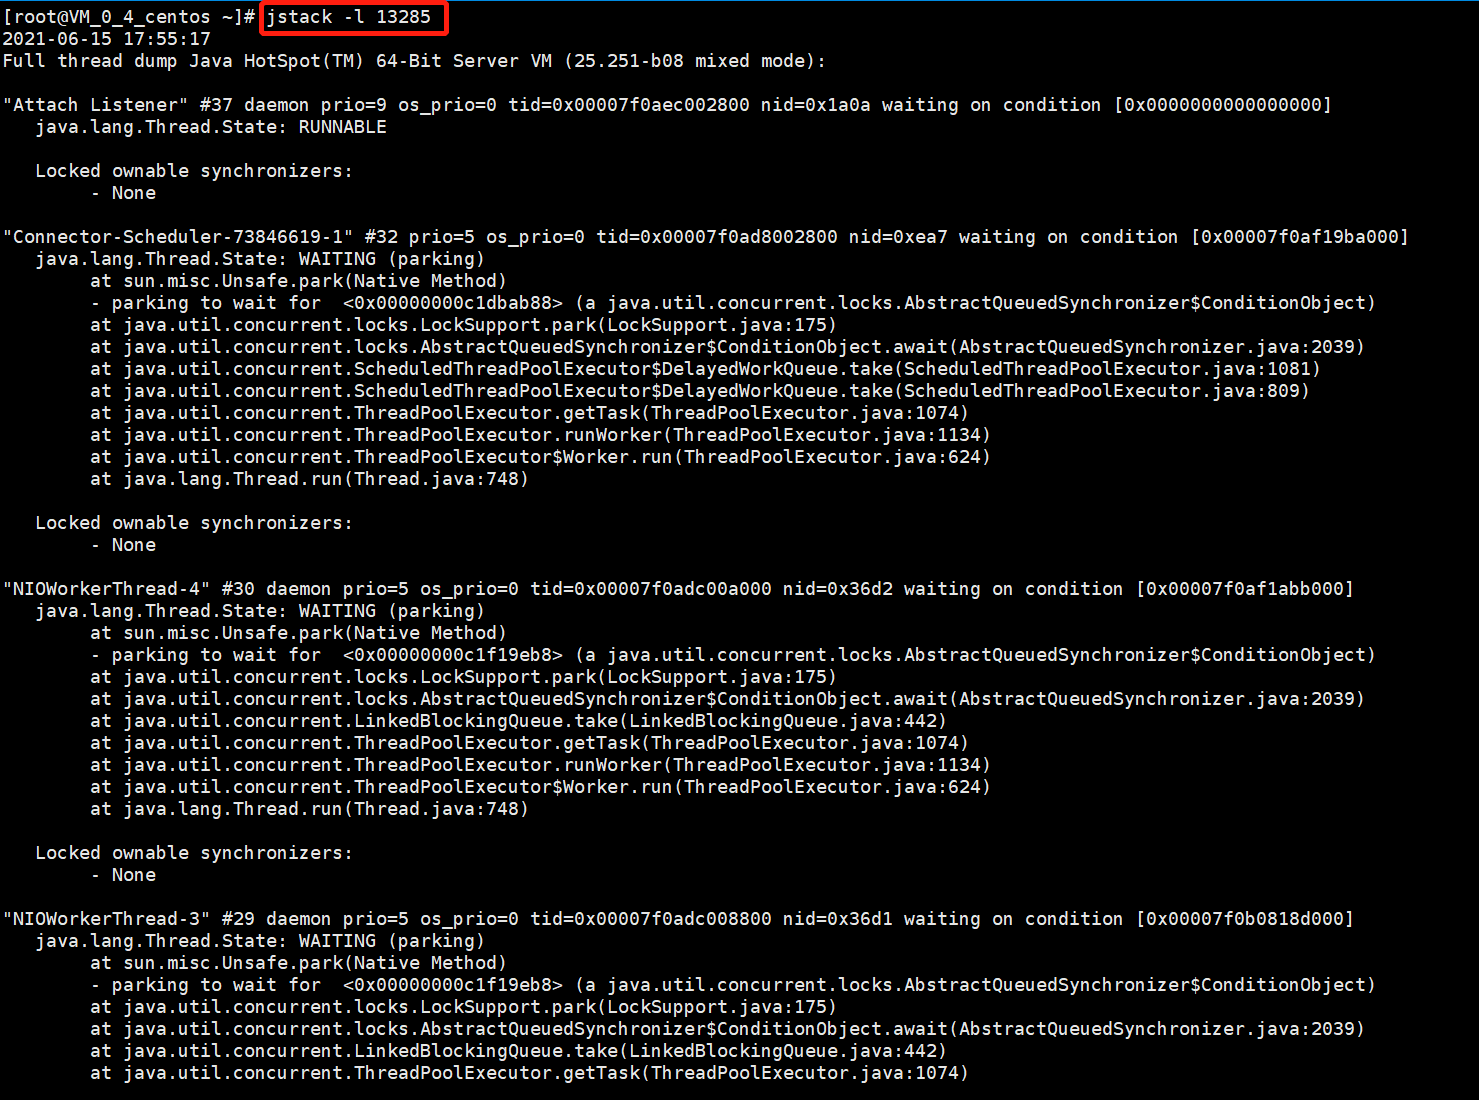 [root@VM_0_4_centos ~]# jstack -l 13285
2021-06-15 17:55:17
Full thread dump Java HotSpot(TM) 64-Bit Server VM (25.251-b08 mixed mode):

"Attach Listener" #37 daemon prio=9 os_prio=0 tid=0x00007f0aec002800 nid=0x1a0a waiting on condition [0x0000000000000000]
   java.lang.Thread.State: RUNNABLE

   Locked ownable synchronizers:
        - None

"Connector-Scheduler-73846619-1" #32 prio=5 os_prio=0 tid=0x00007f0ad8002800 nid=0xea7 waiting on condition [0x00007f0af19ba000]
   java.lang.Thread.State: WAITING (parking)
        at sun.misc.Unsafe.park(Native Method)
        - parking to wait for  <0x00000000c1dbab88> (a java.util.concurrent.locks.AbstractQueuedSynchronizer$ConditionObject)
        at java.util.concurrent.locks.LockSupport.park(LockSupport.java:175)
        at java.util.concurrent.locks.AbstractQueuedSynchronizer$ConditionObject.await(AbstractQueuedSynchronizer.java:2039)
        at java.util.concurrent.ScheduledThreadPoolExecutor$DelayedWorkQueue.take(ScheduledThreadPoolExecutor.java:1081)
        at java.util.concurrent.ScheduledThreadPoolExecutor$DelayedWorkQueue.take(ScheduledThreadPoolExecutor.java:809)
        at java.util.concurrent.ThreadPoolExecutor.getTask(ThreadPoolExecutor.java:1074)
        at java.util.concurrent.ThreadPoolExecutor.runWorker(ThreadPoolExecutor.java:1134)
        at java.util.concurrent.ThreadPoolExecutor$Worker.run(ThreadPoolExecutor.java:624)
        at java.lang.Thread.run(Thread.java:748)

   Locked ownable synchronizers:
        - None

"NIOWorkerThread-4" #30 daemon prio=5 os_prio=0 tid=0x00007f0adc00a000 nid=0x36d2 waiting on condition [0x00007f0af1abb000]
   java.lang.Thread.State: WAITING (parking)
        at sun.misc.Unsafe.park(Native Method)
        - parking to wait for  <0x00000000c1f19eb8> (a java.util.concurrent.locks.AbstractQueuedSynchronizer$ConditionObject)
        at java.util.concurrent.locks.LockSupport.park(LockSupport.java:175)
        at java.util.concurrent.locks.AbstractQueuedSynchronizer$ConditionObject.await(AbstractQueuedSynchronizer.java:2039)
        at java.util.concurrent.LinkedBlockingQueue.take(LinkedBlockingQueue.java:442)
        at java.util.concurrent.ThreadPoolExecutor.getTask(ThreadPoolExecutor.java:1074)
        at java.util.concurrent.ThreadPoolExecutor.runWorker(ThreadPoolExecutor.java:1134)
        at java.util.concurrent.ThreadPoolExecutor$Worker.run(ThreadPoolExecutor.java:624)
        at java.lang.Thread.run(Thread.java:748)

   Locked ownable synchronizers:
        - None

"NIOWorkerThread-3" #29 daemon prio=5 os_prio=0 tid=0x00007f0adc008800 nid=0x36d1 waiting on condition [0x00007f0b0818d000]
   java.lang.Thread.State: WAITING (parking)
        at sun.misc.Unsafe.park(Native Method)
        - parking to wait for  <0x00000000c1f19eb8> (a java.util.concurrent.locks.AbstractQueuedSynchronizer$ConditionObject)
        at java.util.concurrent.locks.LockSupport.park(LockSupport.java:175)
        at java.util.concurrent.locks.AbstractQueuedSynchronizer$ConditionObject.await(AbstractQueuedSynchronizer.java:2039)
        at java.util.concurrent.LinkedBlockingQueue.take(LinkedBlockingQueue.java:442)
        at java.util.concurrent.ThreadPoolExecutor.getTask(ThreadPoolExecutor.java:1074)